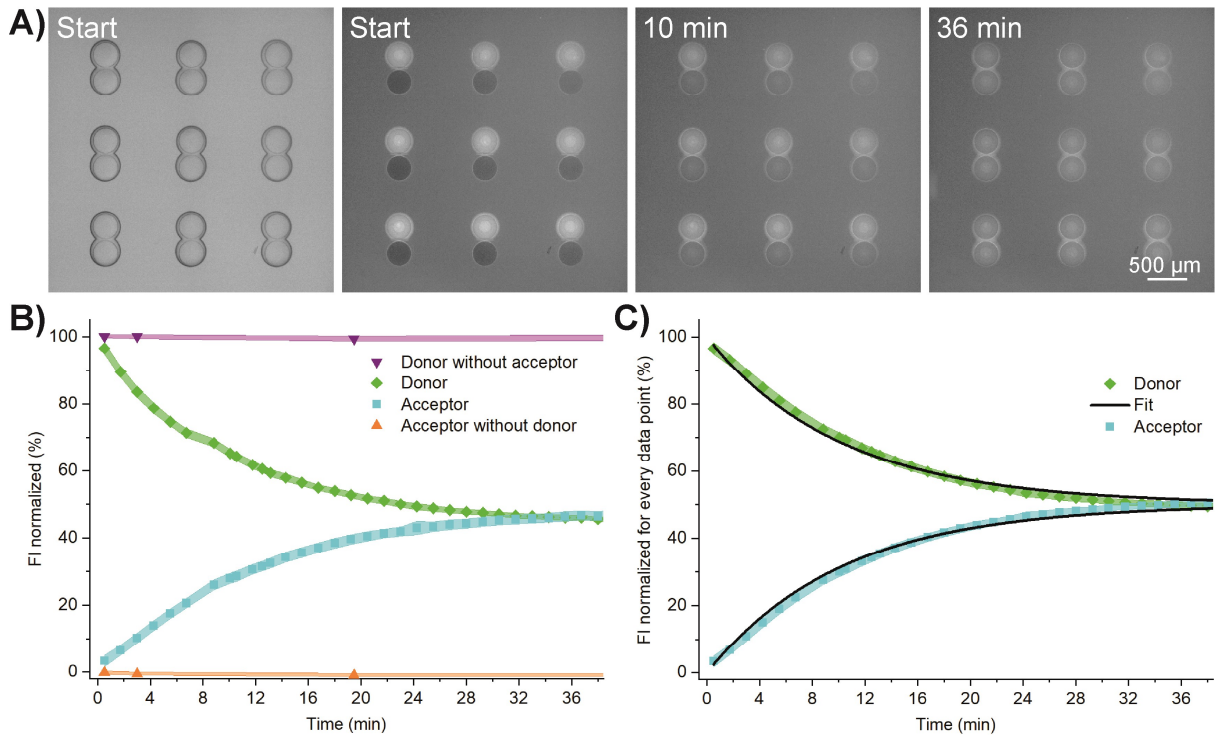 A)
Start
Start
10 min
36 min
500 µm
B)
FI normalized (%)
100
80
60
40
20
0
Donor without acceptor
Donor
Acceptor
Acceptor without donor
0 4 8 12 16 20 24 28 32 36
Time (min)
C)
FI normalized for every data point (%)
100
80
60
40
20
0
Donor
Fit
Acceptor
0 4 8 12 16 20 24 28 32 36
Time (min)